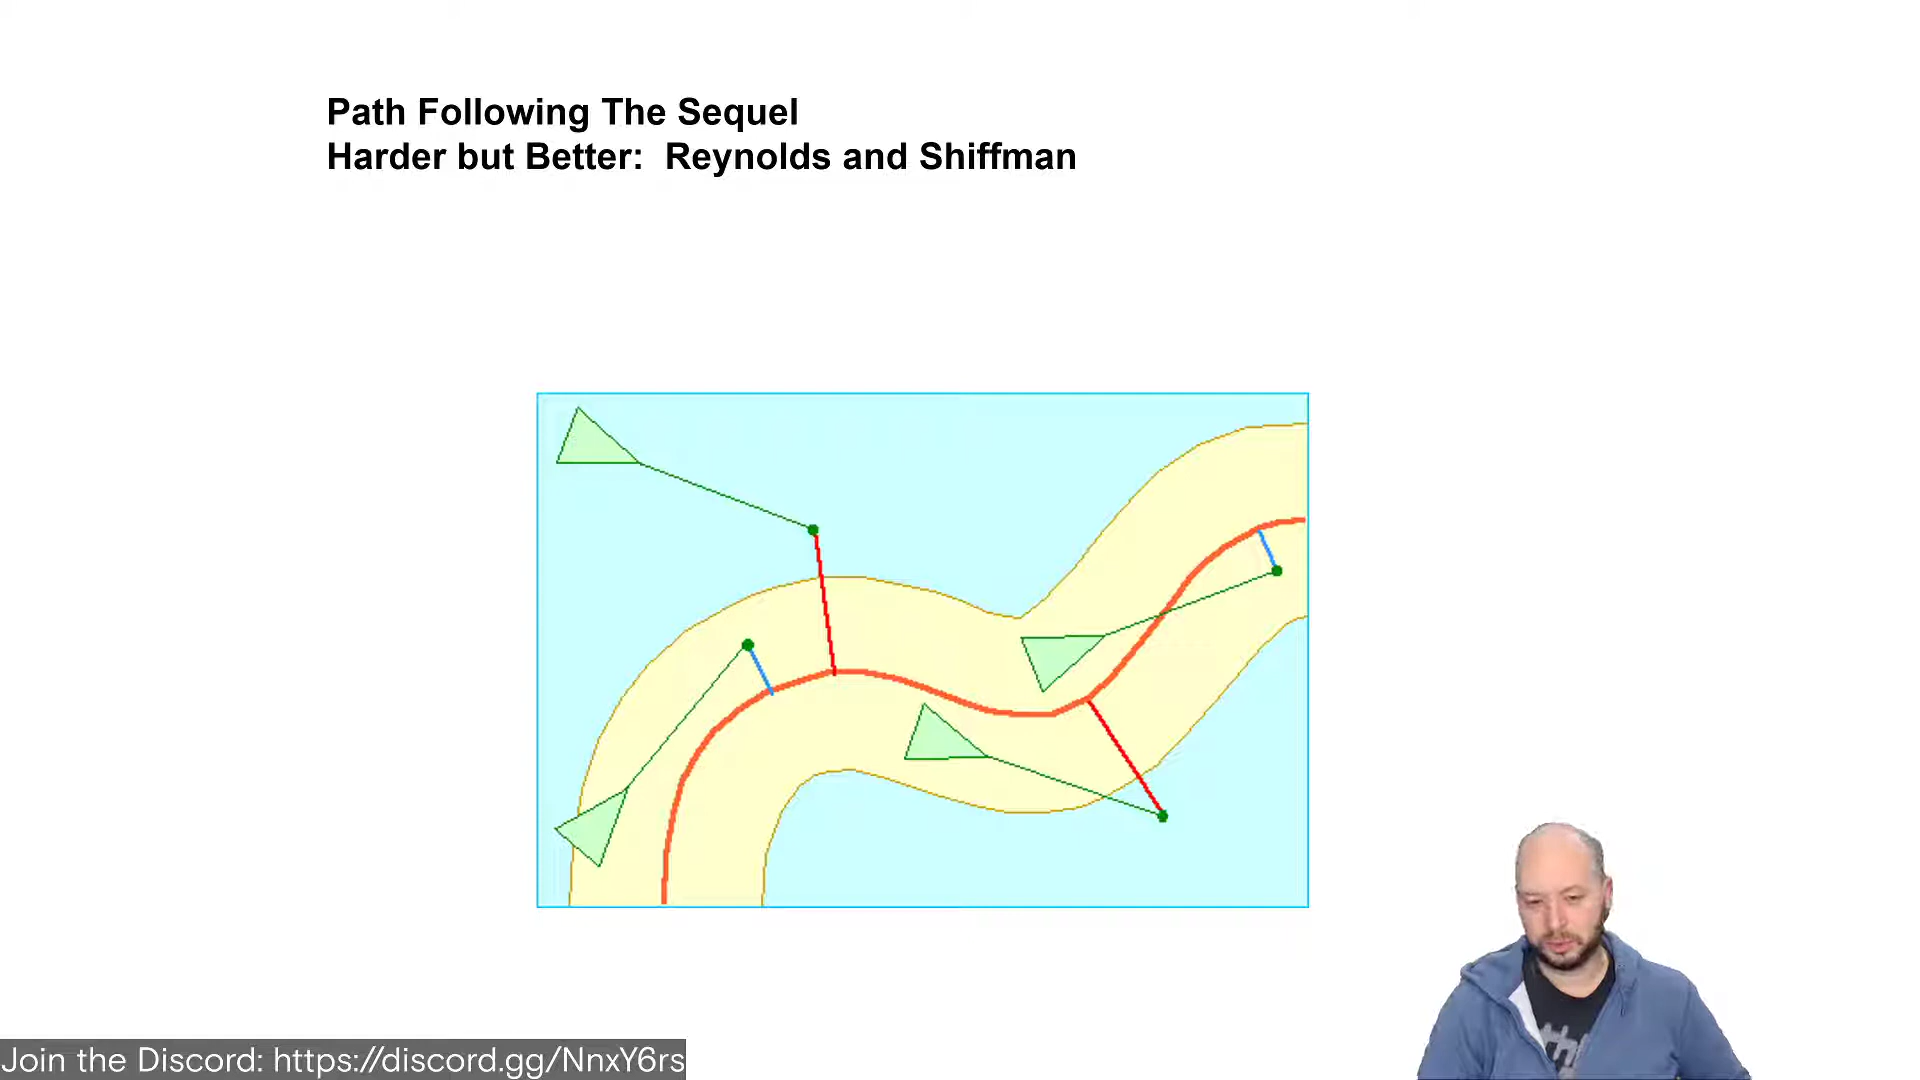 Path Following The Sequel
Harder but Better: Reynolds and Shiffman
Join the Discord: https://discord.gg/NnxY6rs